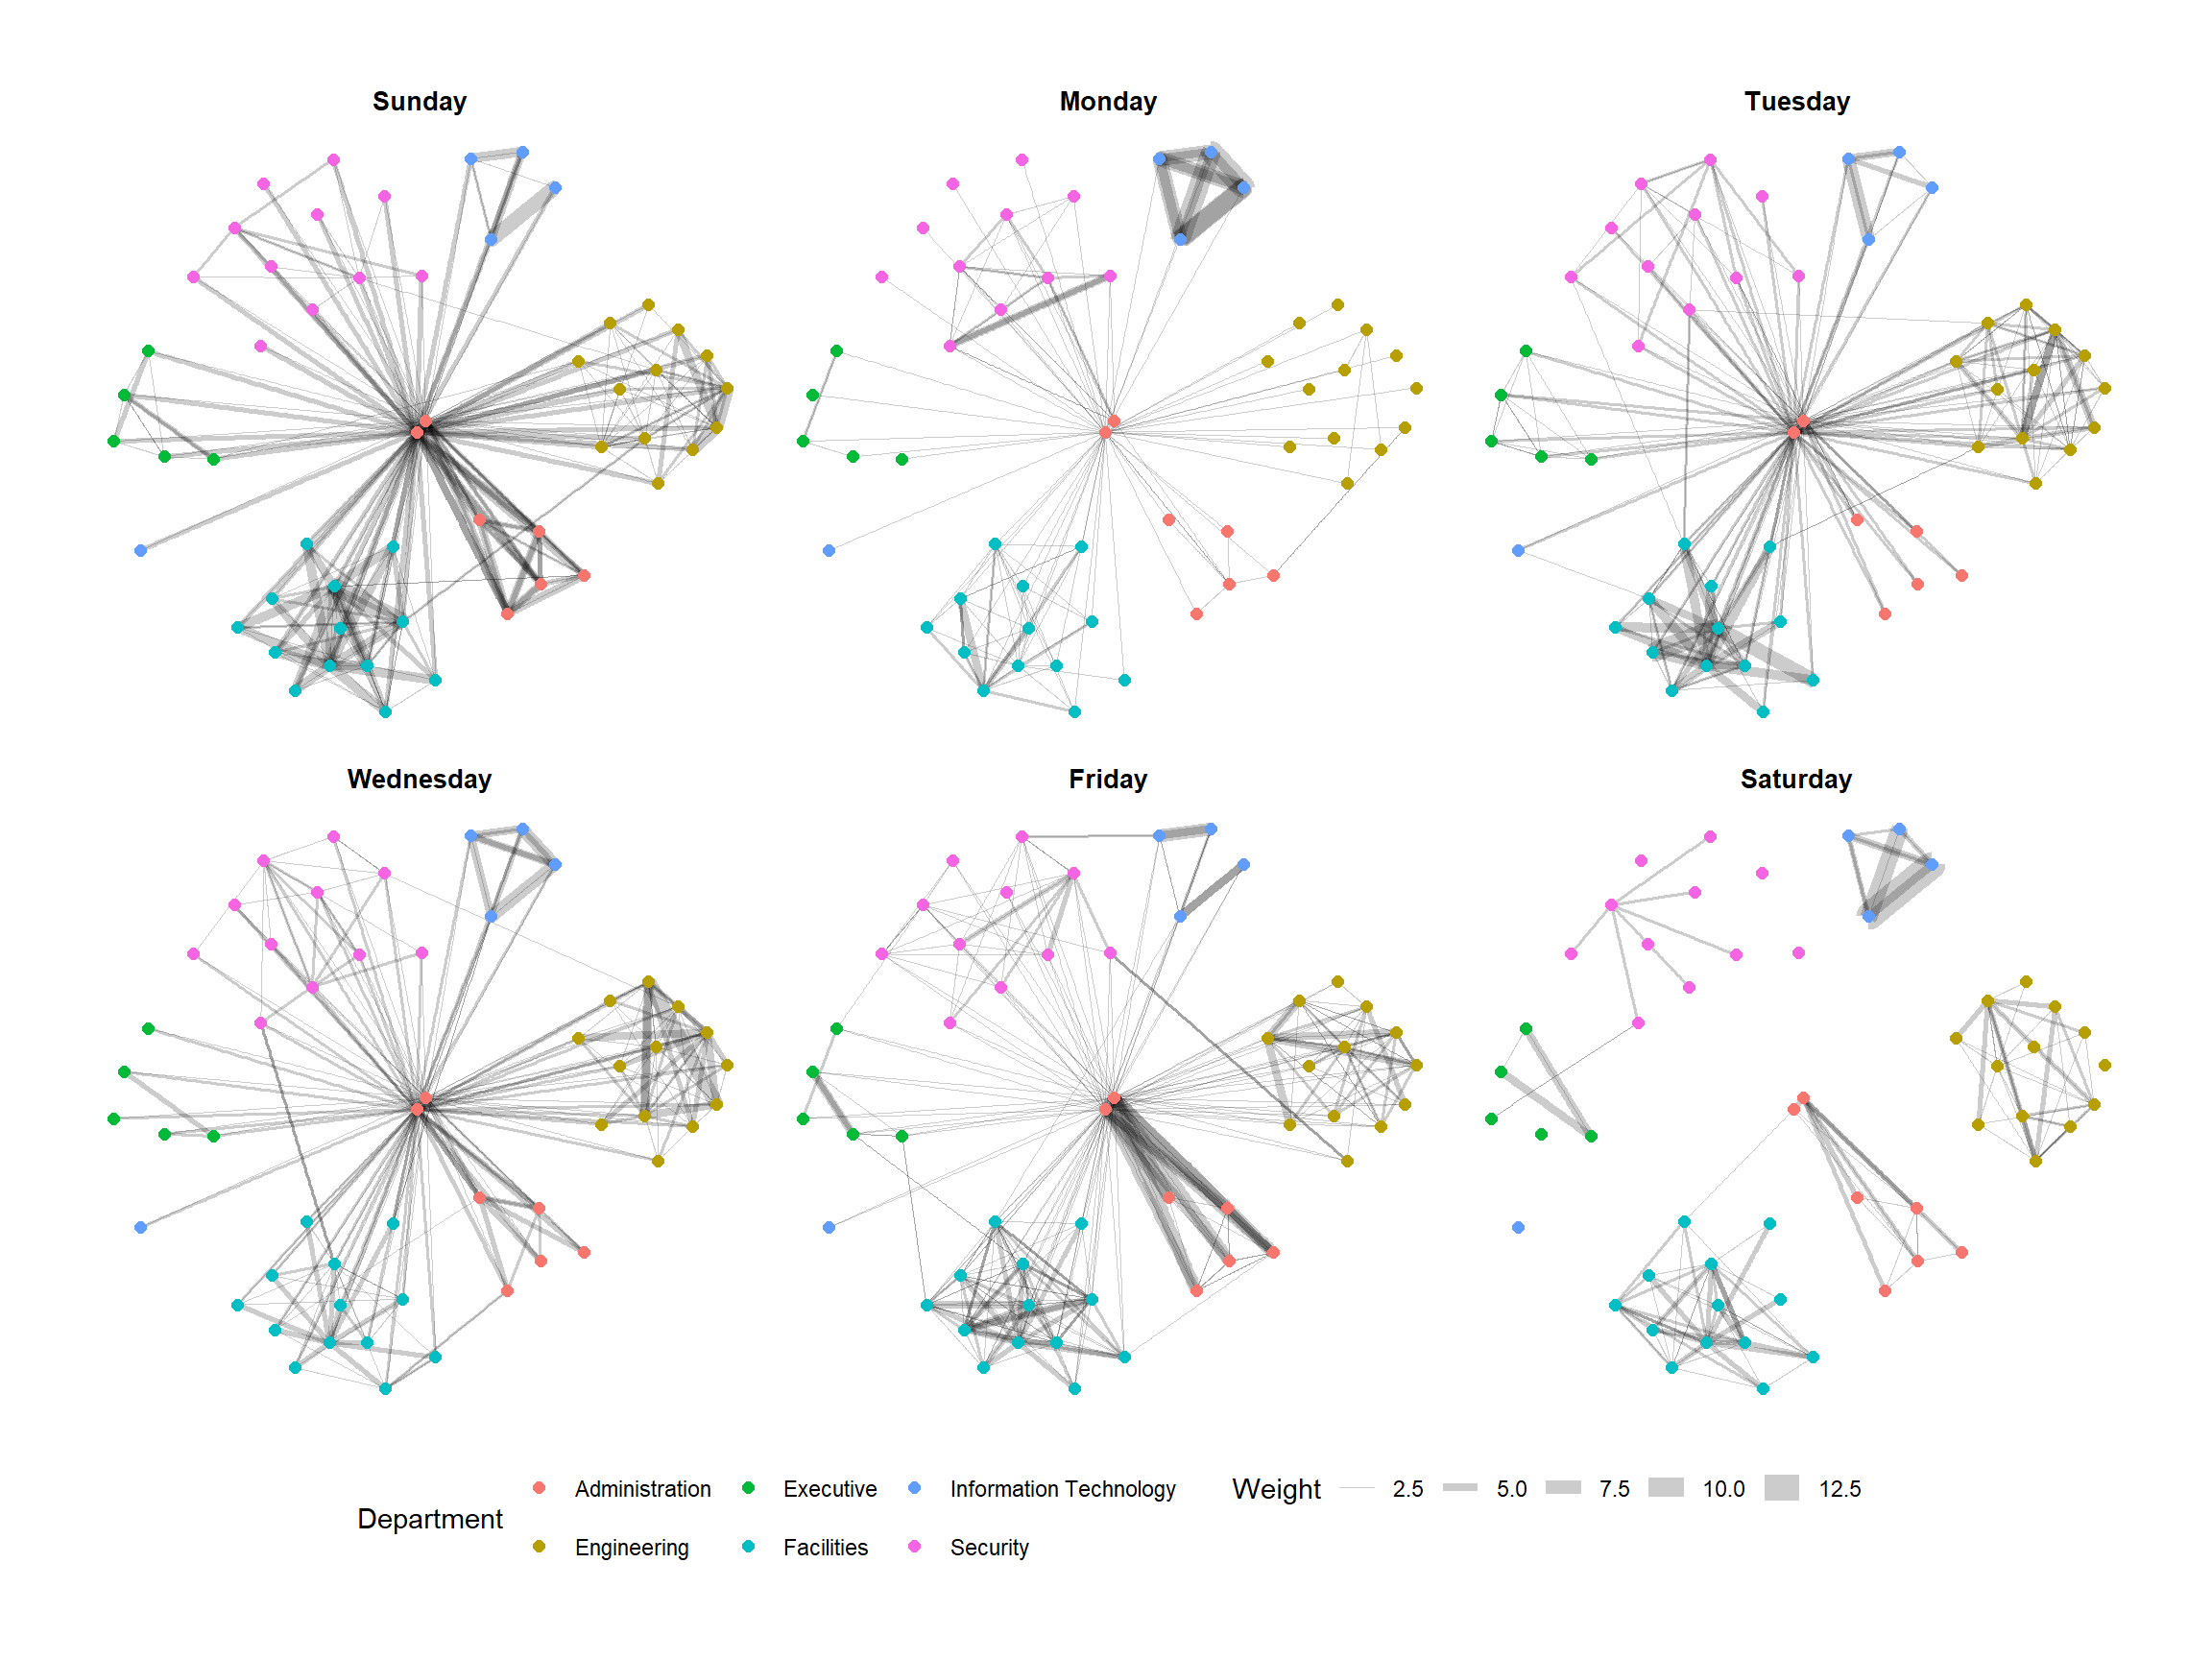 Sunday
Monday
Tuesday
Wednesday
Friday
Saturday
Department
Administration
Executive
Information Technology
Engineering
Facilities
Security
Weight
2.5
5.0
7.5
10.0
12.5